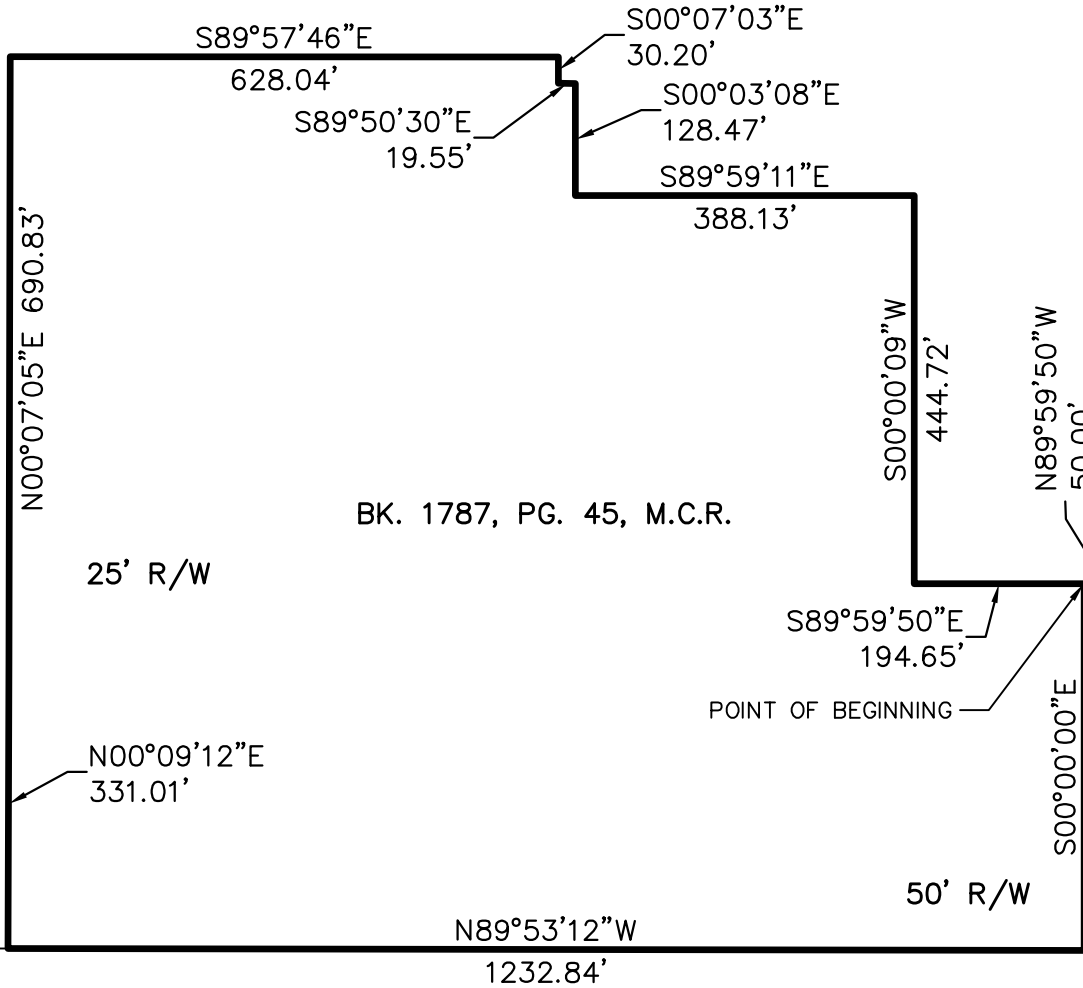 S89°57'46"E
628.04'
S00°07'03"E
30.20'
S89°50'30"E
19.55'
S00°03'08"E
128.47'
S89°59'11"E
388.13'
N00°07'05"E 690.83'
S00°00'09"W
444.72'
N89°59'50"W
50.00'
BK. 1787, PG. 45, M.C.R.
25' R/W
S89°59'50"E
194.65'
POINT OF BEGINNING
S00°00'00"E
N00°09'12"E
331.01'
50' R/W
N89°53'12"W
1232.84'